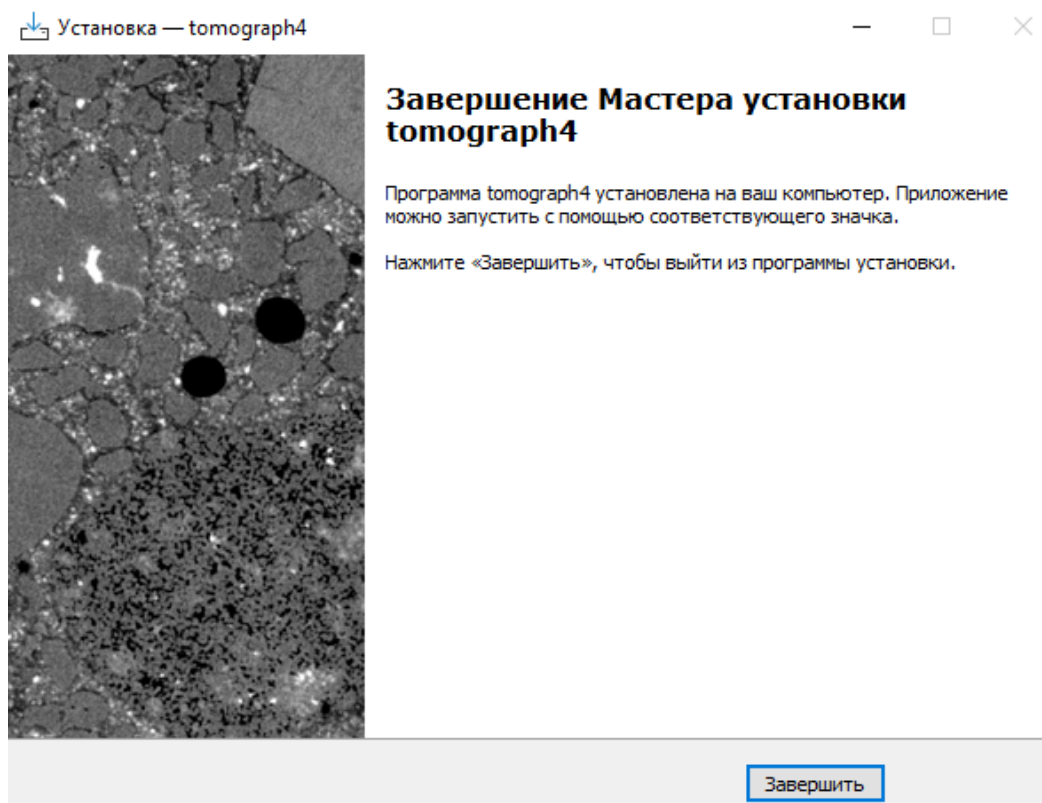 Установка — tomograph4
Завершение Мастера установки
tomograph4
Программа tomograph4 установлена на ваш компьютер. Приложение
можно запустить с помощью соответствующего значка.
Нажмите «Завершить», чтобы выйти из программы установки.
Завершить